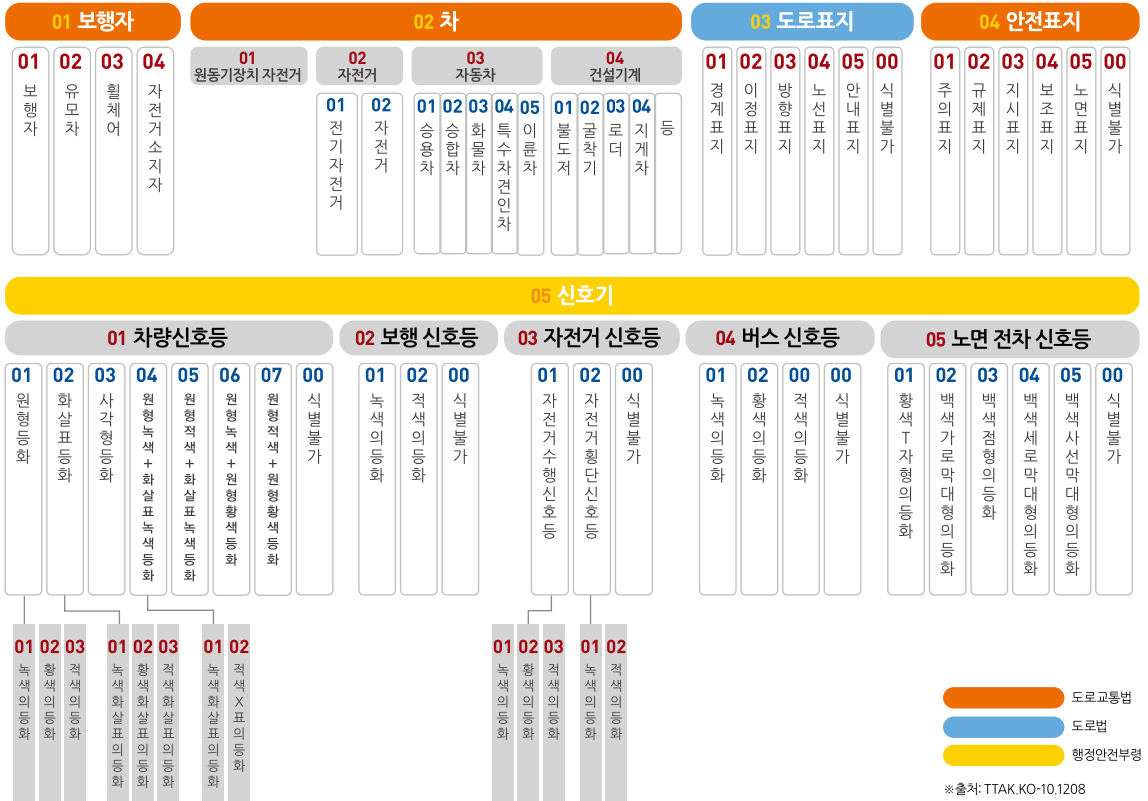 01 보행자
02 차
03 도로표지
04 안전표지
01 보행자
02 유모차
03 휠체어
04 자전거소지자
01 원동기장치 자전거
02 자전거
03 자동차
04 건설기계
01 전기자전거
02 자전거
01 승용차
02 승합차
03 화물차
04 특수차견인차
05 이륜차
01 불도저
02 굴착기
03 로더
04 지게차
등
01 경계표지
02 이정표지
03 방향표지
04 노선표지
05 안내표지
00 식별불가
01 주의표지
02 규제표지
03 지시표지
04 보조표지
05 노면표지
00 식별불가
05 신호기
01 차량신호등
02 보행 신호등
03 자전거 신호등
04 버스 신호등
05 노면 전차 신호등
01 원형등화
02 화살표등화
03 사각형등화
04 원형녹색+화살표녹색등화
05 원형적색+화살표녹색등화
06 원형녹색+원형황색등화
07 원형적색+원형황색등화
00 식별불가
01 녹색의등화
02 적색의등화
00 식별불가
01 자전거주행신호등
02 자전거횡단신호등
00 식별불가
01 녹색의등화
02 황색의등화
00 적색의등화
00 식별불가
01 황색T자형의등화
02 백색가로막대형의등화
03 백색점형의등화
04 백색세로막대형의등화
05 백색사선막대형의등화
00 식별불가
01 녹색의등화
02 황색의등화
03 적색의등화
01 녹색화살표의등화
02 황색화살표의등화
03 적색화살표의등화
01 녹색화살표의등화
02 적색X표의등화
01 녹색의등화
02 황색의등화
03 적색의등화
01 녹색의등화
02 적색의등화
도로교통법
도로법
행정안전부령
※출처: TTAK.KO-10.1208